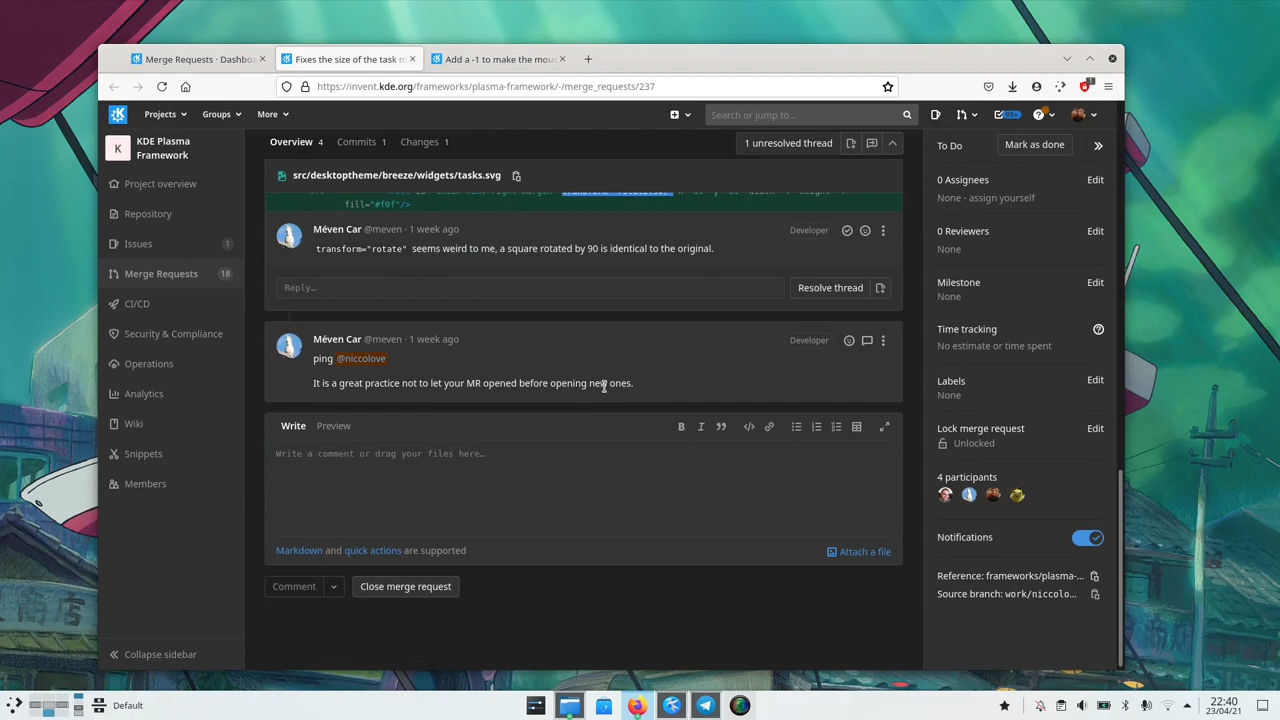 Merge Requests · Dashboa
Fixes the size of the task m
Add a -1 to make the mous
https://invent.kde.org/frameworks/plasma-framework/-/merge_requests/237
1
Projects
Groups
More
Search or jump to...
99+
K
KDE Plasma
Framework
Project overview
Repository
Issues
1
Merge Requests
18
CI/CD
Security & Compliance
Operations
Analytics
Wiki
Snippets
Members
Collapse sidebar
Overview 4
Commits 1
Changes 1
1 unresolved thread
src/desktoptheme/breeze/widgets/tasks.svg
fill="#f0f"/>
Méven Car @meven · 1 week ago
Developer
transform="rotate" seems weird to me, a square rotated by 90 is identical to the original.
Reply…
Resolve thread
Méven Car @meven · 1 week ago
Developer
ping @niccolove
It is a great practice not to let your MR opened before opening new ones.
Write
Preview
Write a comment or drag your files here…
Markdown and quick actions are supported
Attach a file
Comment
Close merge request
To Do
Mark as done
0 Assignees
Edit
None - assign yourself
0 Reviewers
Edit
None
Milestone
Edit
None
Time tracking
No estimate or time spent
Labels
Edit
None
Lock merge request
Edit
Unlocked
4 participants
Notifications
Reference: frameworks/plasma-…
Source branch: work/niccolo…
Default
22:40
23/04/21